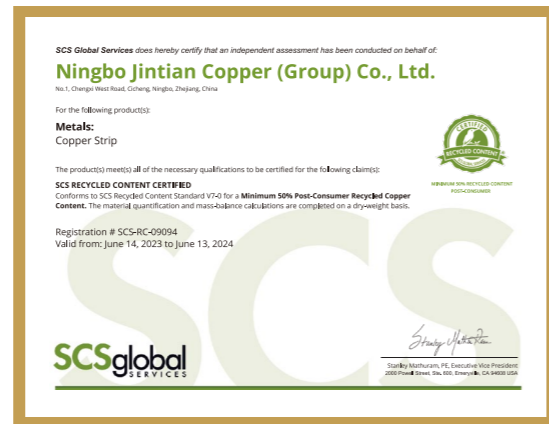 SCS Global Services does hereby certify that an independent assessment has been conducted on behalf of:
Ningbo Jintian Copper (Group) Co., Ltd.
No.1, Chengxi West Road, Cicheng, Ningbo, Zhejiang, China
For the following product(s):
Metals:
Copper Strip
The product(s) meet(s) all of the necessary qualifications to be certified for the following claim(s):
SCS RECYCLED CONTENT CERTIFIED
Conforms to SCS Recycled Content Standard V7-0 for a Minimum 50% Post-Consumer Recycled Copper
Content. The material quantification and mass-balance calculations are completed on a dry-weight basis.
CERTIFIED
RECYCLED CONTENT
MINIMUM 50% RECYCLED CONTENT
POST-CONSUMER
Registration # SCS-RC-09094
Valid from: June 14, 2023 to June 13, 2024
SCS
SCSglobal
SERVICES
Stanley Mathuram, PE, Executive Vice President
2000 Powell Street, Ste. 600, Emeryville, CA 94608 USA